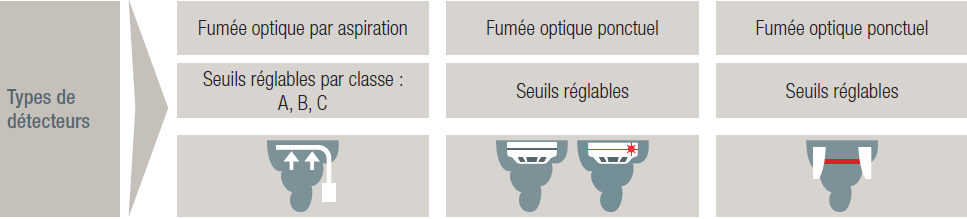 Types de
détecteurs
Fumée optique par aspiration
Fumée optique ponctuel
Fumée optique ponctuel
Seuils réglables par classe :
A, B, C
Seuils réglables
Seuils réglables